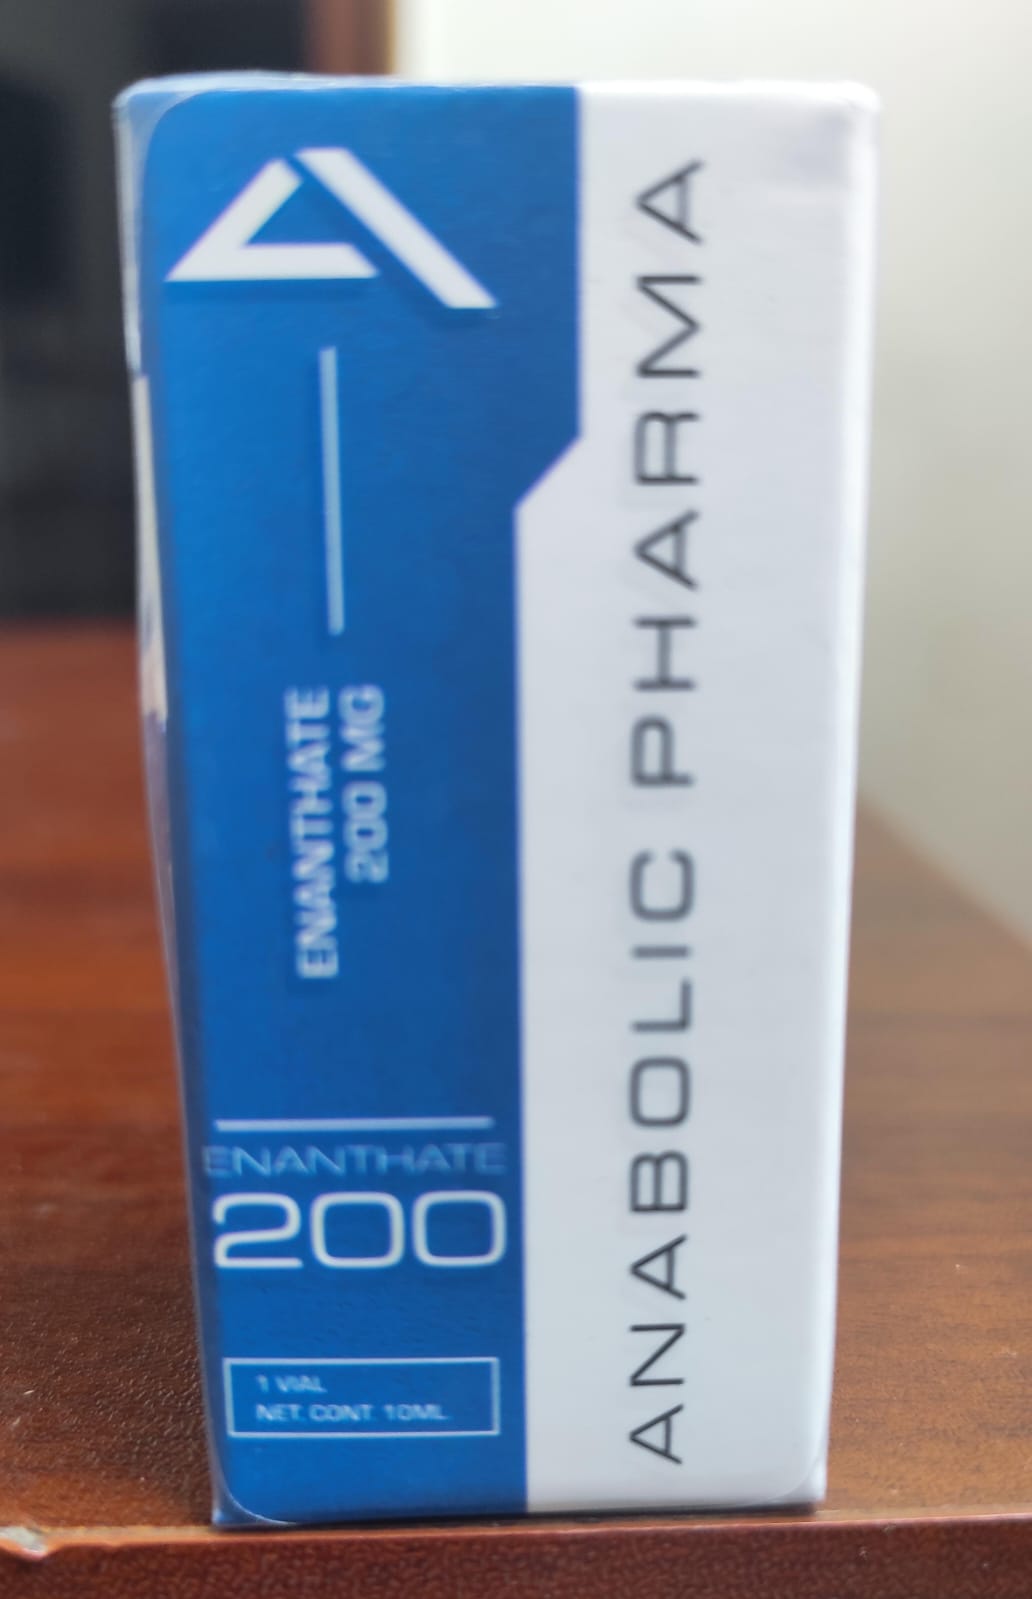 ENANTHATE
200 MG
ENANTHATE
200
1 VIAL
NET. CONT. 10ML.
ANABOLIC PHARMA